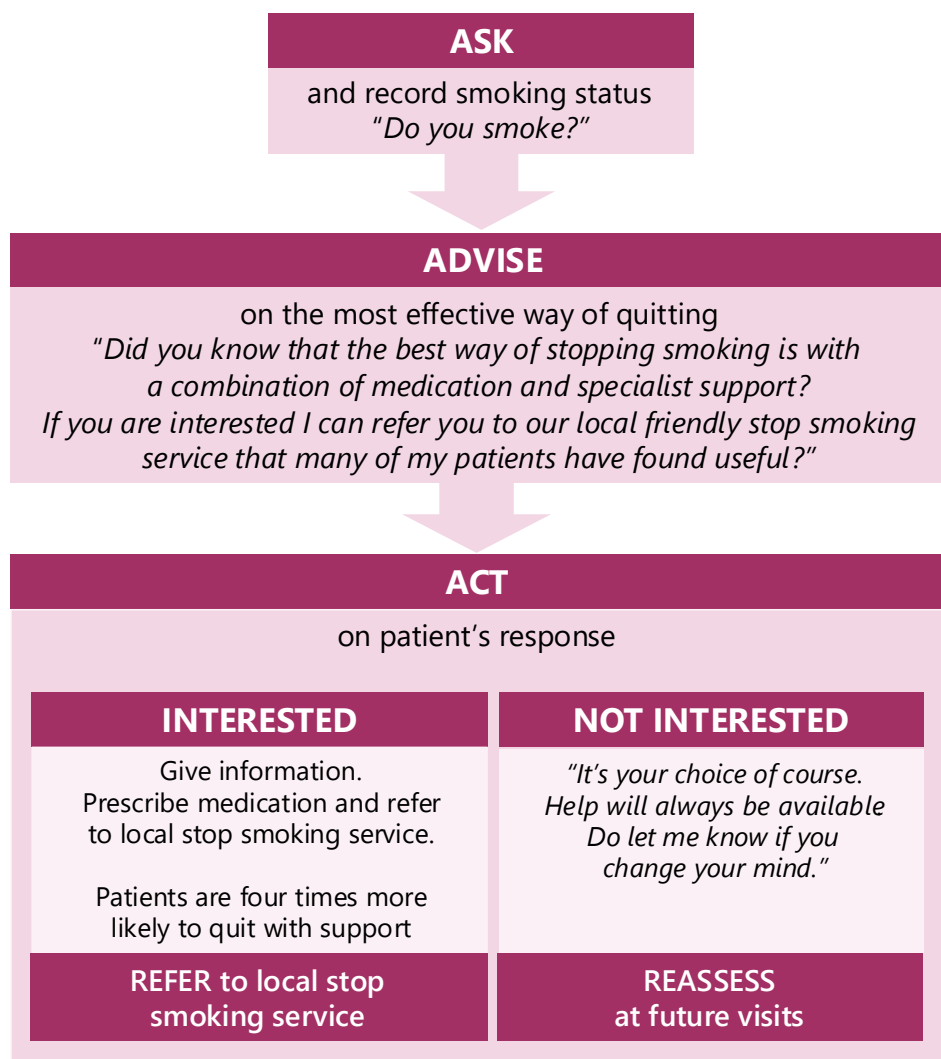 ASK
and record smoking status
“Do you smoke?”
ADVISE
on the most effective way of quitting
“Did you know that the best way of stopping smoking is with
a combination of medication and specialist support?
If you are interested I can refer you to our local friendly stop smoking
service that many of my patients have found useful?”
ACT
on patient’s response
INTERESTED
Give information.
Prescribe medication and refer
to local stop smoking service.
Patients are four times more
likely to quit with support
REFER to local stop
smoking service
NOT INTERESTED
“It’s your choice of course.
Help will always be available.
Do let me know if you
change your mind.”
REASSESS
at future visits